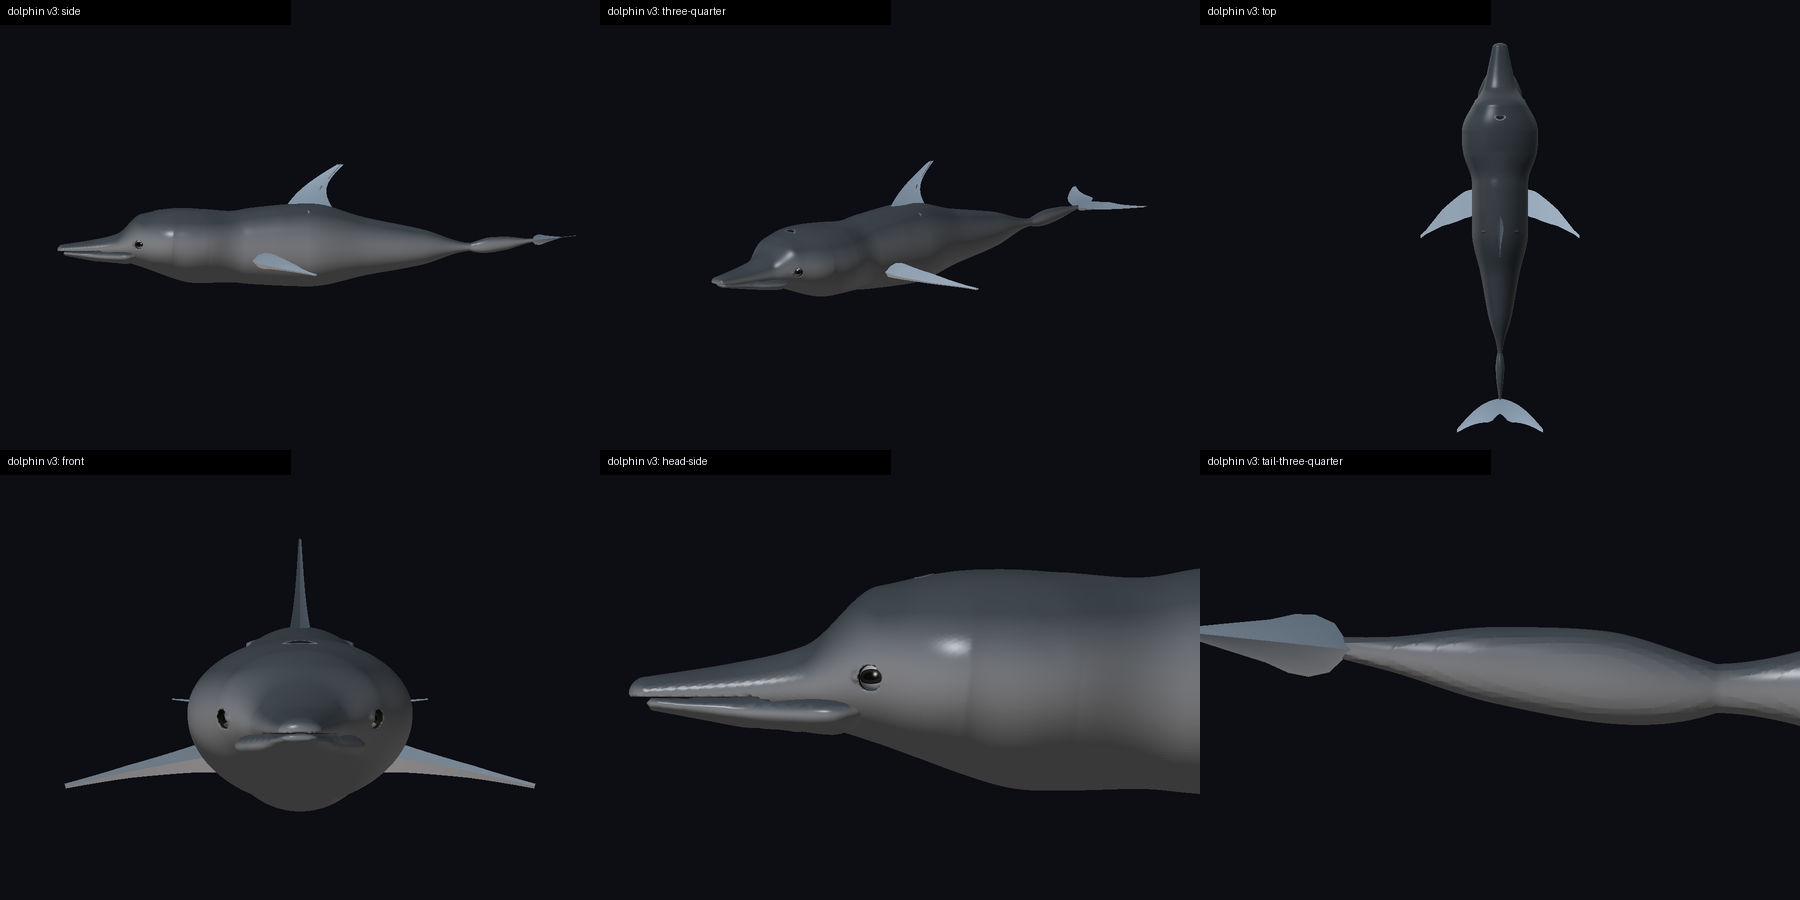 dolphin v3: side
dolphin v3: three-quarter
dolphin v3: top
dolphin v3: front
dolphin v3: head-side
dolphin v3: tail-three-quarter